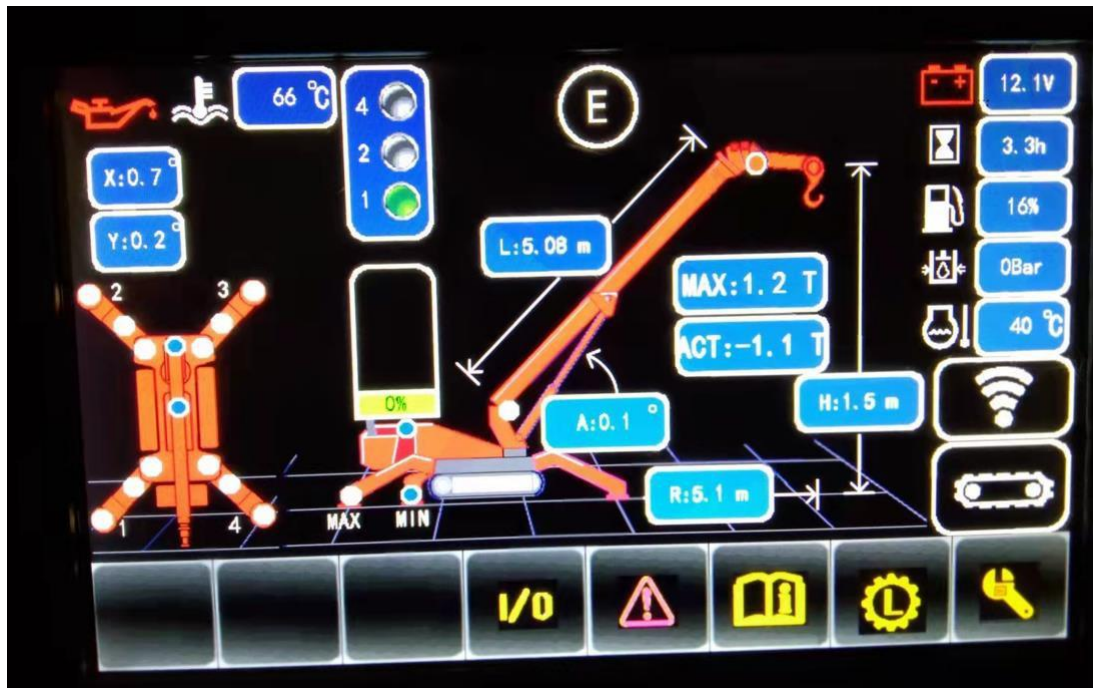 66 ℃
4
2
1
E
12.1V
3.3h
16%
0Bar
40 ℃
X:0.7°
Y:0.2°
L:5.08 m
MAX:1.2 T
ACT:-1.1 T
H:1.5 m
A:0.1°
R:5.1 m
0%
2
3
1
4
MAX
MIN
I/O
L